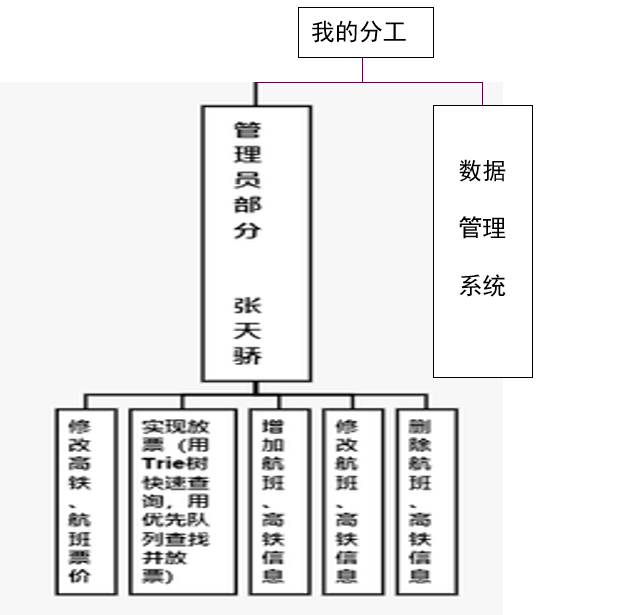 我的分工
管理员部分 张天骄
数据
管理
系统
修改高铁、航班票价
实现放
票（用
Trie树
快速查
询，用
优先队
列查找
并放
票）
增加航班、高铁信息
修改航班、高铁信息
删除航班、高铁信息